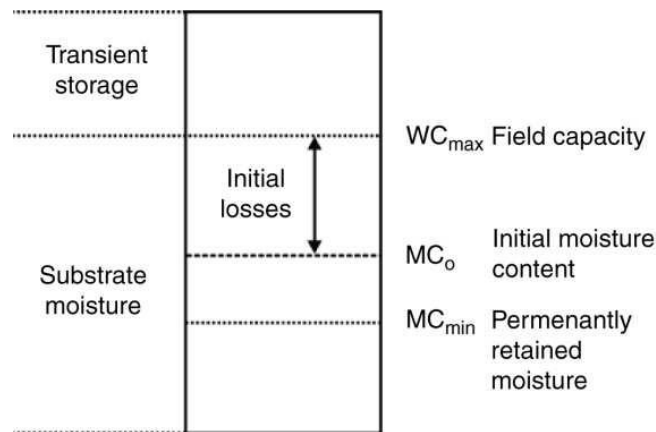 Transient
storage
WCmax Field capacity
Initial
losses
MCo Initial moisture
content
Substrate
moisture
MCmin Permenantly
retained
moisture